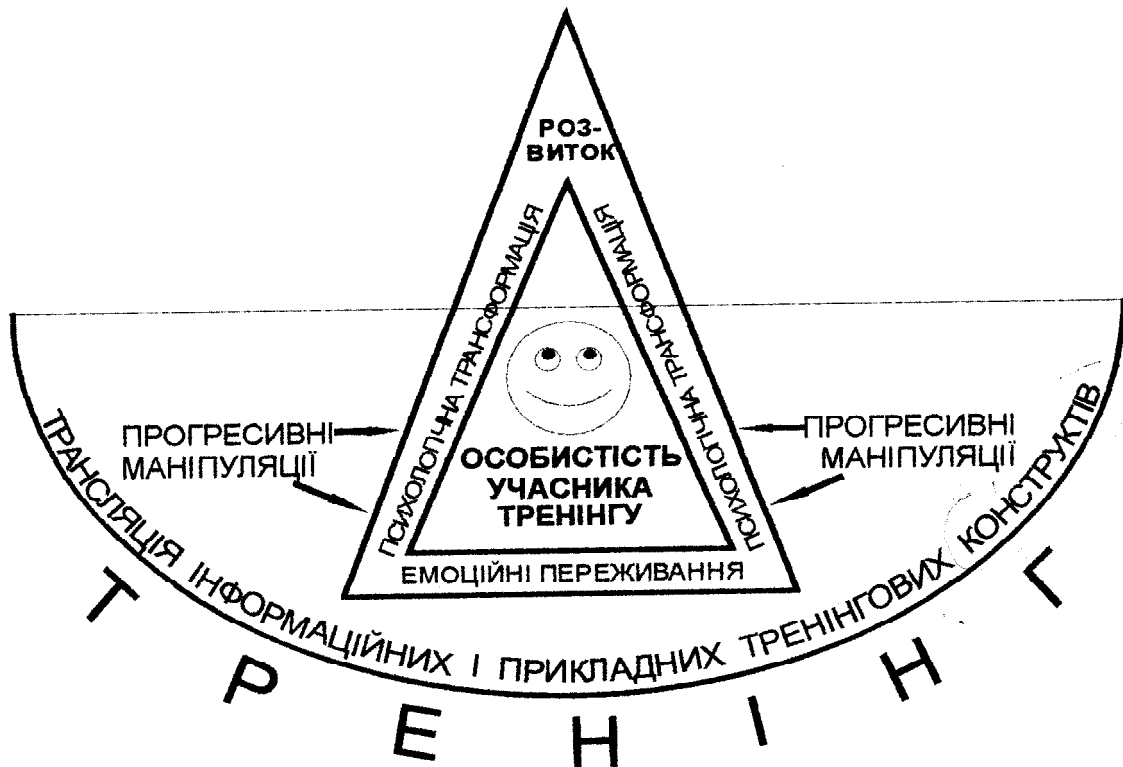 РОЗ-
ВИТОК
ПСИХОЛОГІЧНА ТРАНСФОРМАЦІЯ
ПСИХОЛОГІЧНА ТРАНСФОРМАЦІЯ
ПРОГРЕСИВНІ
МАНІПУЛЯЦІЇ
ПРОГРЕСИВНІ
МАНІПУЛЯЦІЇ
ОСОБИСТІСТЬ
УЧАСНИКА
ТРЕНІНГУ
ЕМОЦІЙНІ ПЕРЕЖИВАННЯ
ТРАНСЛЯЦІЯ ІНФОРМАЦІЙНИХ І ПРИКЛАДНИХ ТРЕНІНГОВИХ КОНСТРУКТІВ
ТРЕНІНГ